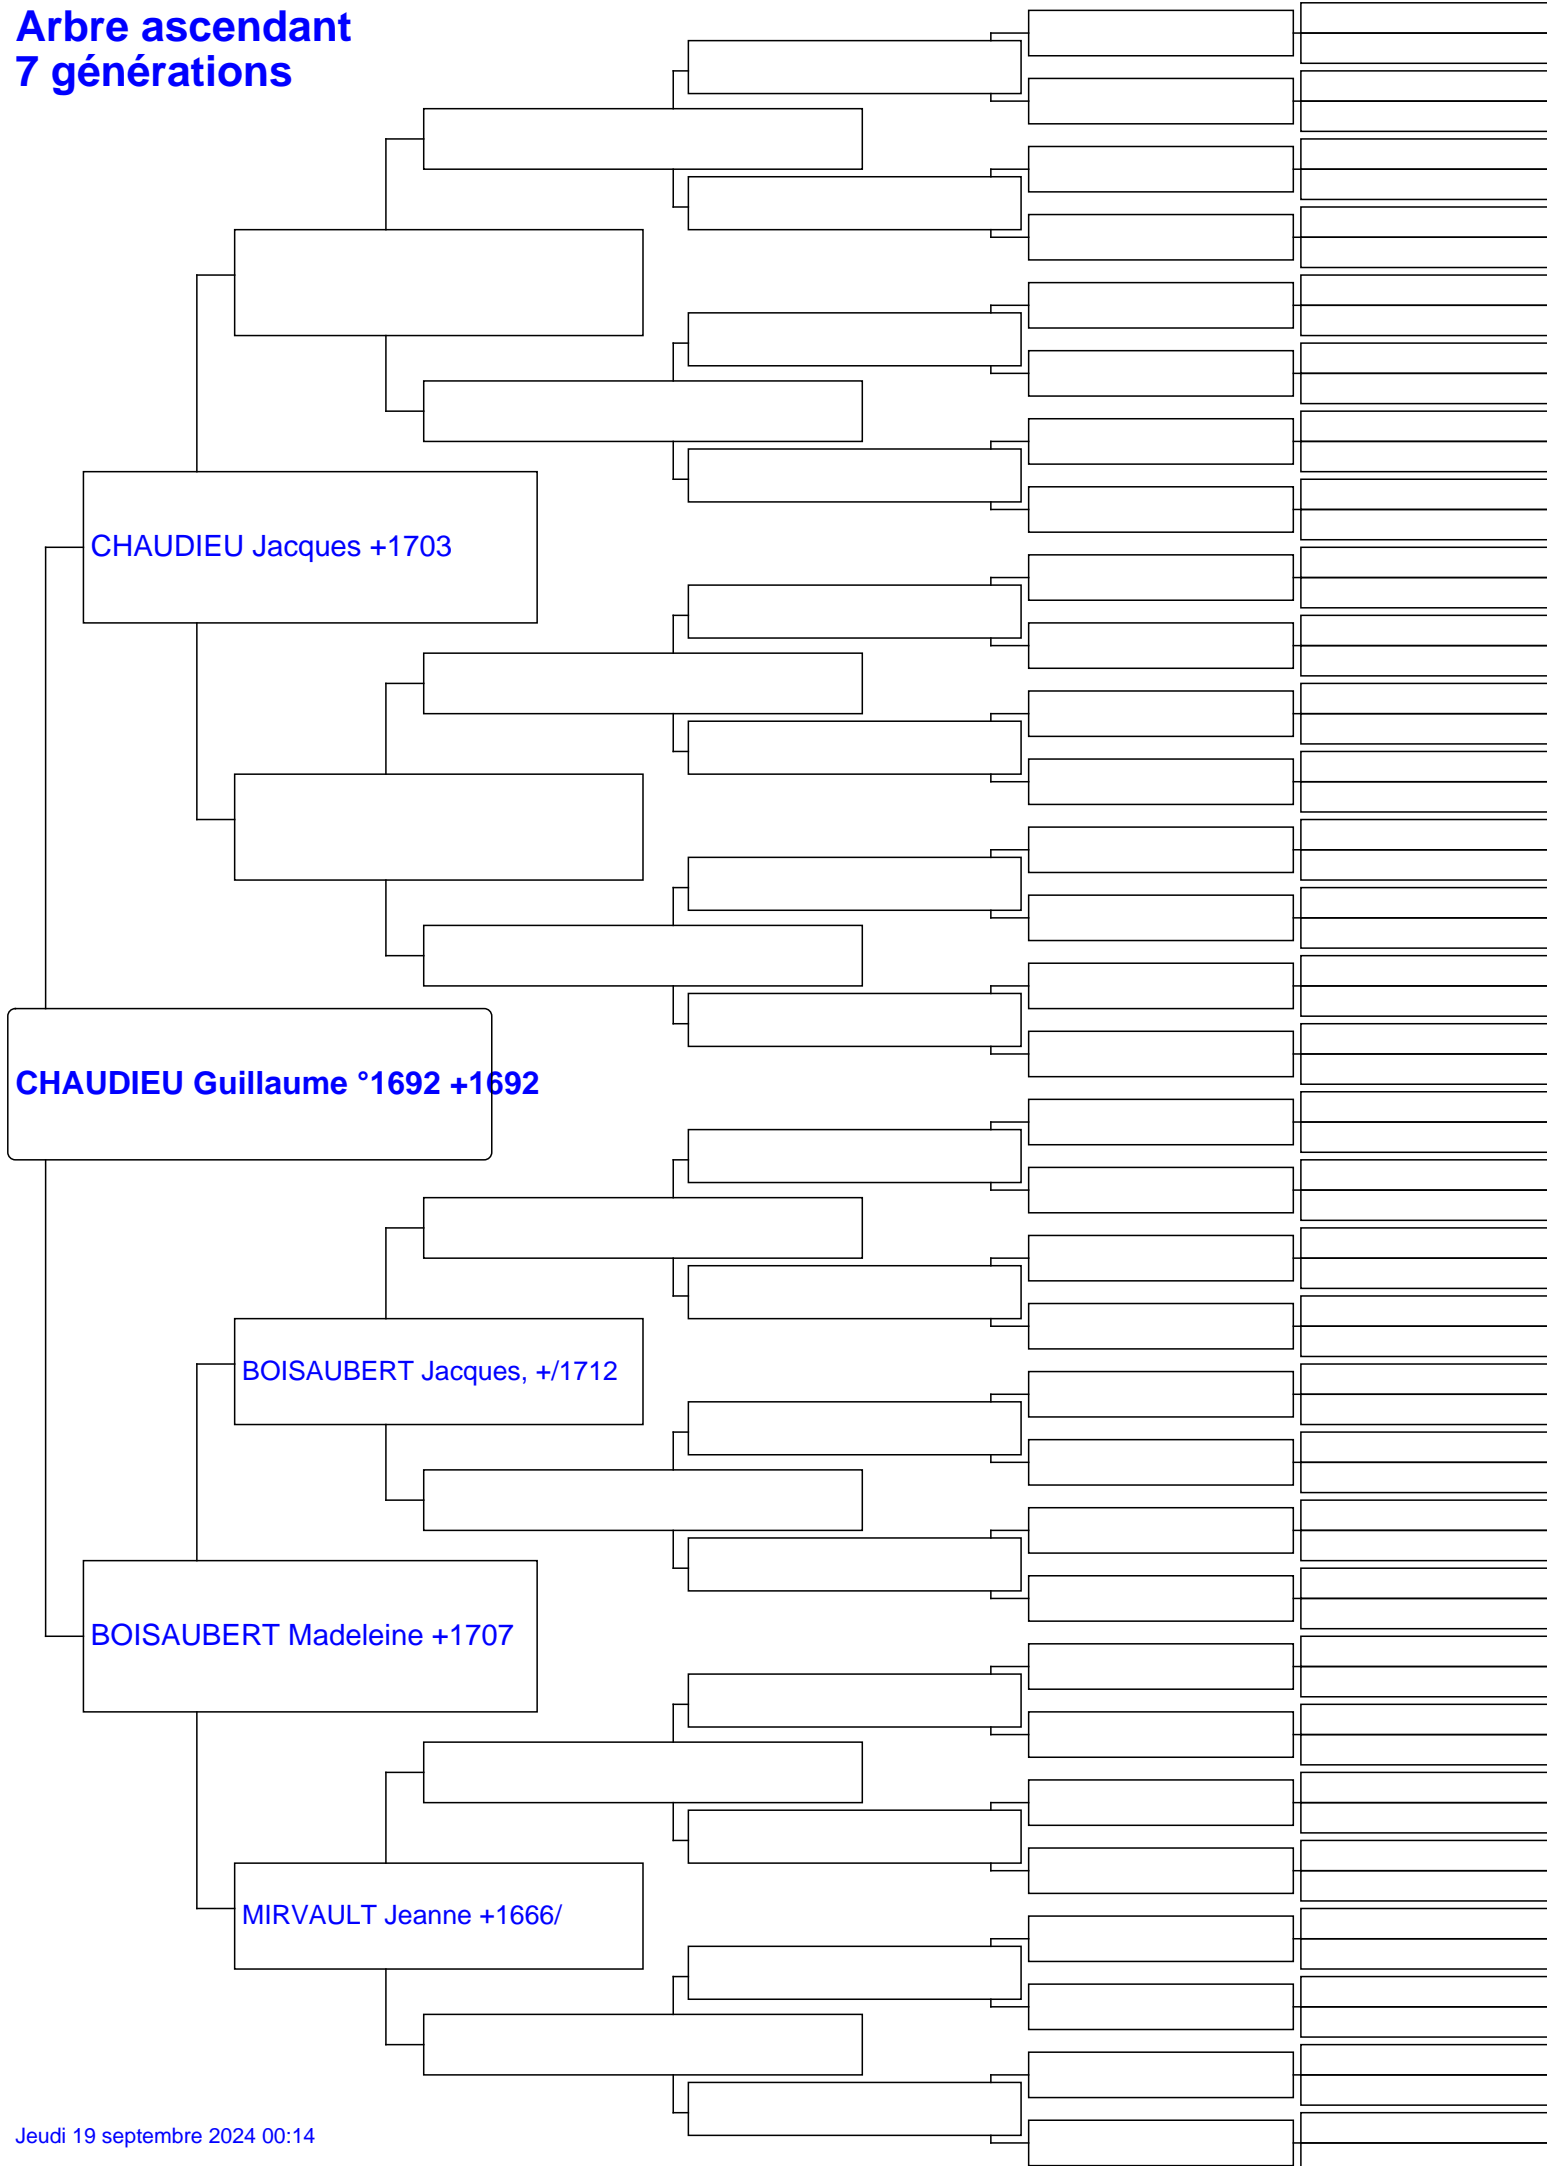 Arbre ascendant
7 générations
CHAUDIEU Jacques +1703
CHAUDIEU Guillaume °1692 +1692
BOISAUBERT Jacques, +/1712
BOISAUBERT Madeleine +1707
MIRVAULT Jeanne +1666/
Jeudi 19 septembre 2024 00:14